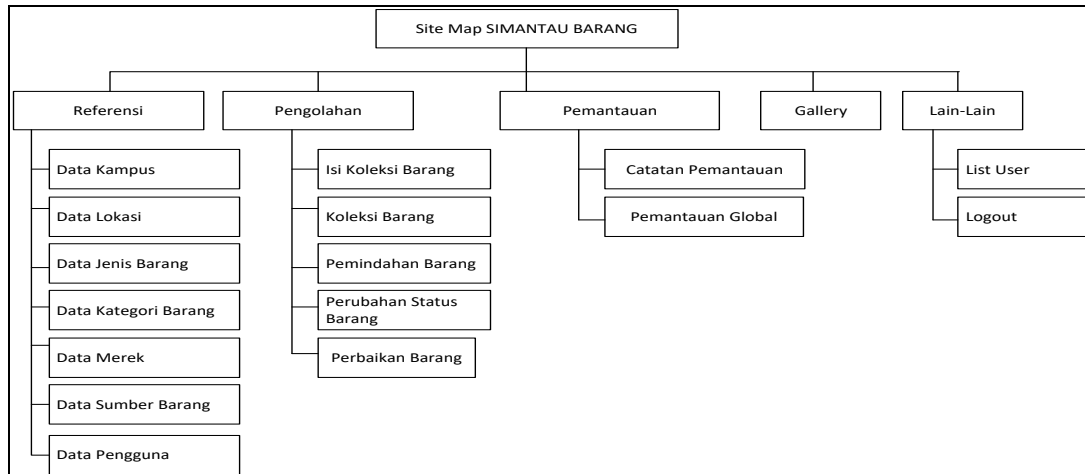 Site Map SIMANTAU BARANG
Referensi
Pengolahan
Pemantauan
Gallery
Lain-Lain
Data Kampus
Data Lokasi
Data Jenis Barang
Data Kategori Barang
Data Merek
Data Sumber Barang
Data Pengguna
Isi Koleksi Barang
Koleksi Barang
Pemindahan Barang
Perubahan Status
Barang
Perbaikan Barang
Catatan Pemantauan
Pemantauan Global
List User
Logout